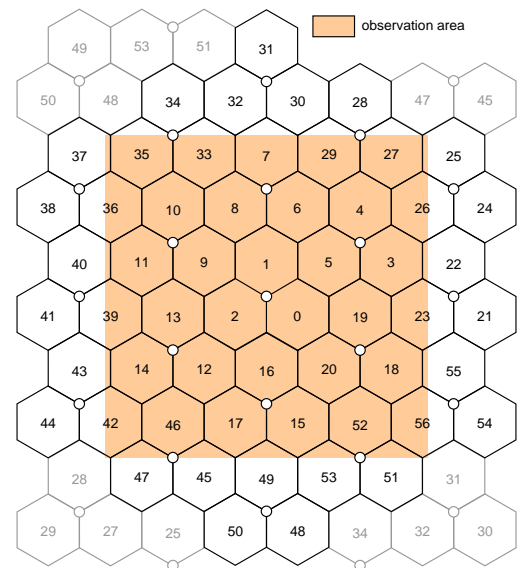 observation area
49 53 51 31
50 48 34 32 30 28 47 45
37 35 33 7 29 27 25
38 36 10 8 6 4 26 24
40 11 9 1 5 3 22
41 39 13 2 0 19 23 21
43 14 12 16 20 18 55
44 42 46 17 15 52 56 54
28 47 45 49 53 51 31
29 27 25 50 48 34 32 30